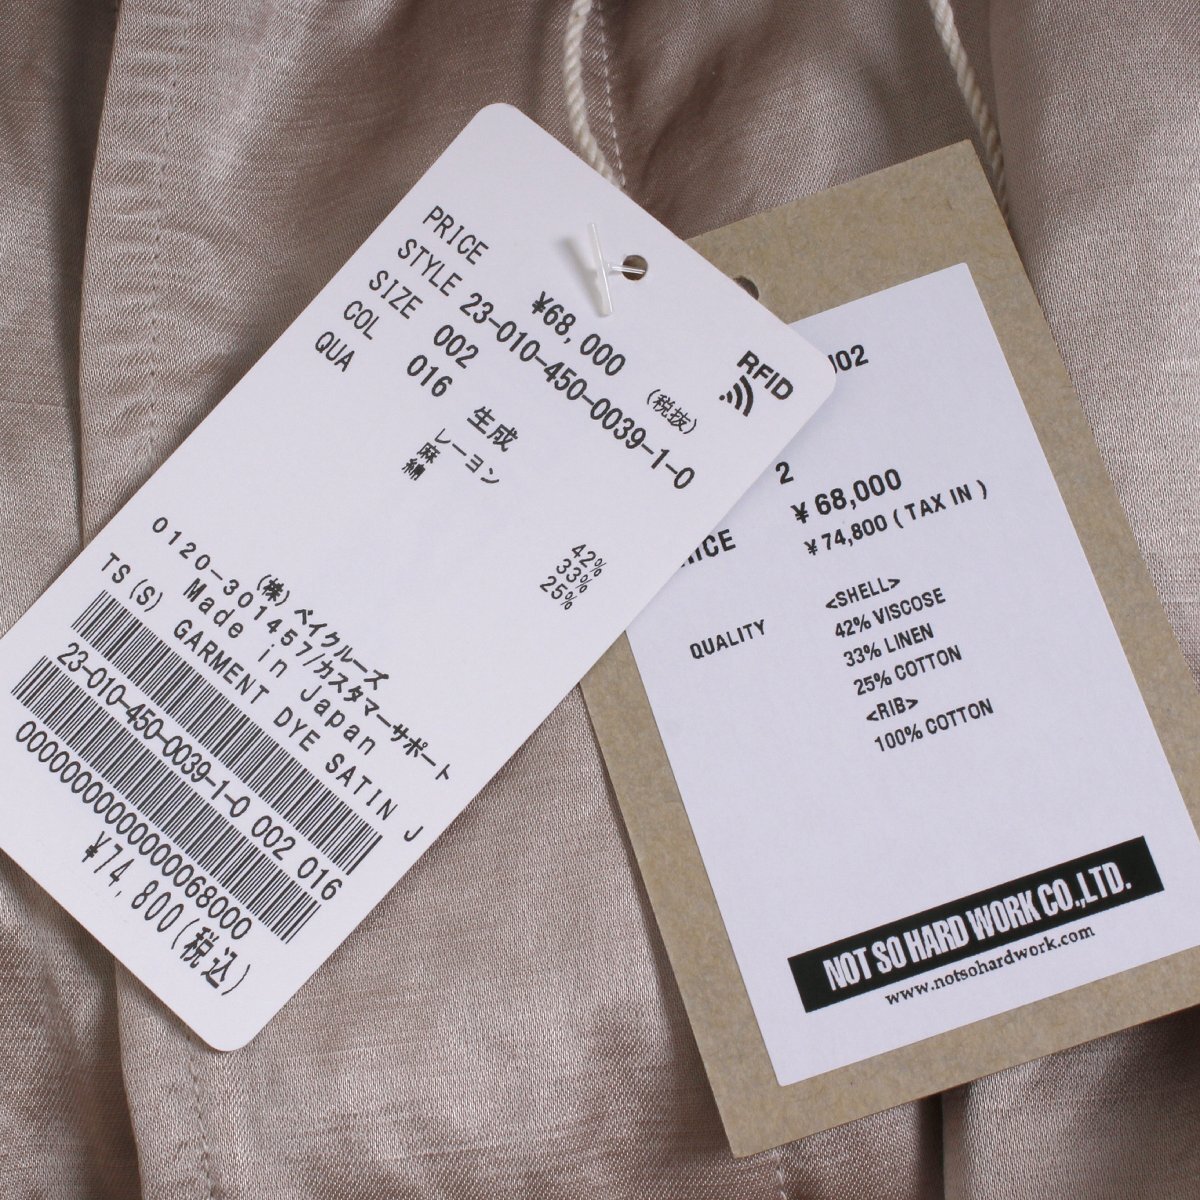 PRICE ¥68,000 (税抜)
STYLE 23-010-450-0039-1-0
SIZE 002
COL 016 生成
QUA レーヨン 42%
麻 33%
綿 25%
RFID
(株)ベイクルーズ
0120-301457/カスタマーサポート
Made in Japan
TS(S) GARMENT DYE SATIN J
23-010-450-0039-1-0 002 016
0000000000000068000
¥74,800(税込)
2
¥68,000
¥74,800 (TAX IN)
QUALITY
<SHELL>
42% VISCOSE
33% LINEN
25% COTTON
<RIB>
100% COTTON
NOT SO HARD WORK CO.,LTD.
www.notsohardwork.com